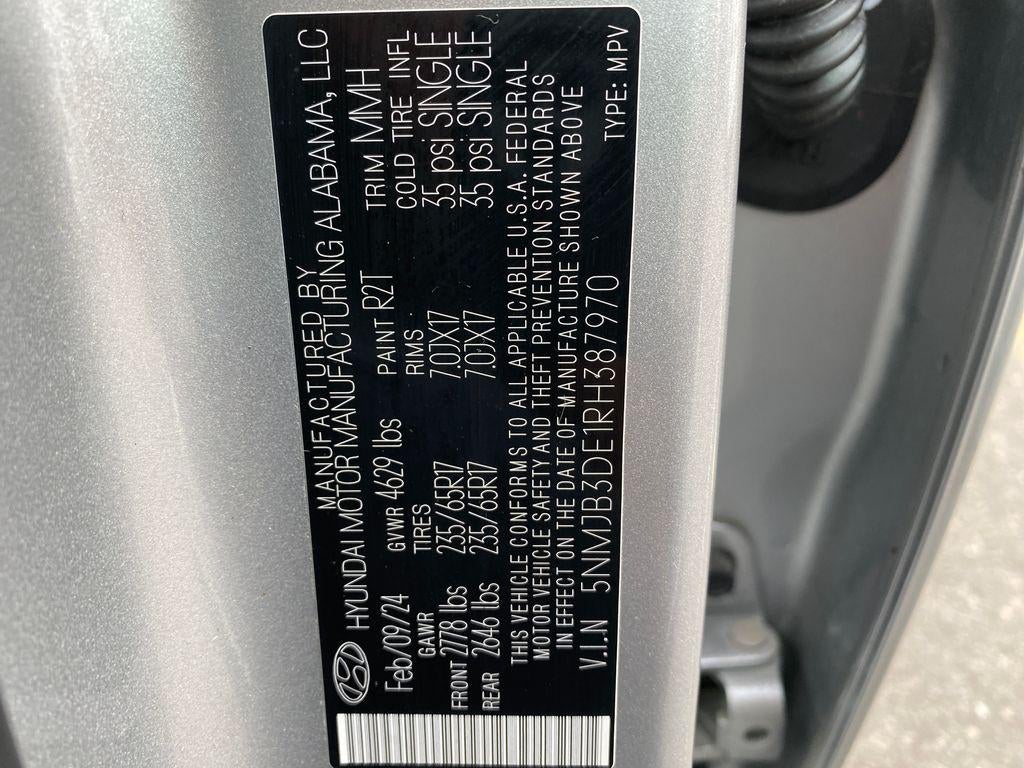 MANUFACTURED BY
HYUNDAI MOTOR MANUFACTURING ALABAMA, LLC
Feb/09/24 GVWR 4629 lbs PAINT R2T TRIM MMH
GAWR TIRES RIMS COLD TIRE INFL
FRONT 2778 lbs 235/65R17 7.0JX17 35 psi SINGLE
REAR 2646 lbs 235/65R17 7.0JX17 35 psi SINGLE
THIS VEHICLE CONFORMS TO ALL APPLICABLE U.S.A. FEDERAL
MOTOR VEHICLE SAFETY AND THEFT PREVENTION STANDARDS
IN EFFECT ON THE DATE OF MANUFACTURE SHOWN ABOVE
V.I.N 5NMJB3DE1RH387970 TYPE: MPV